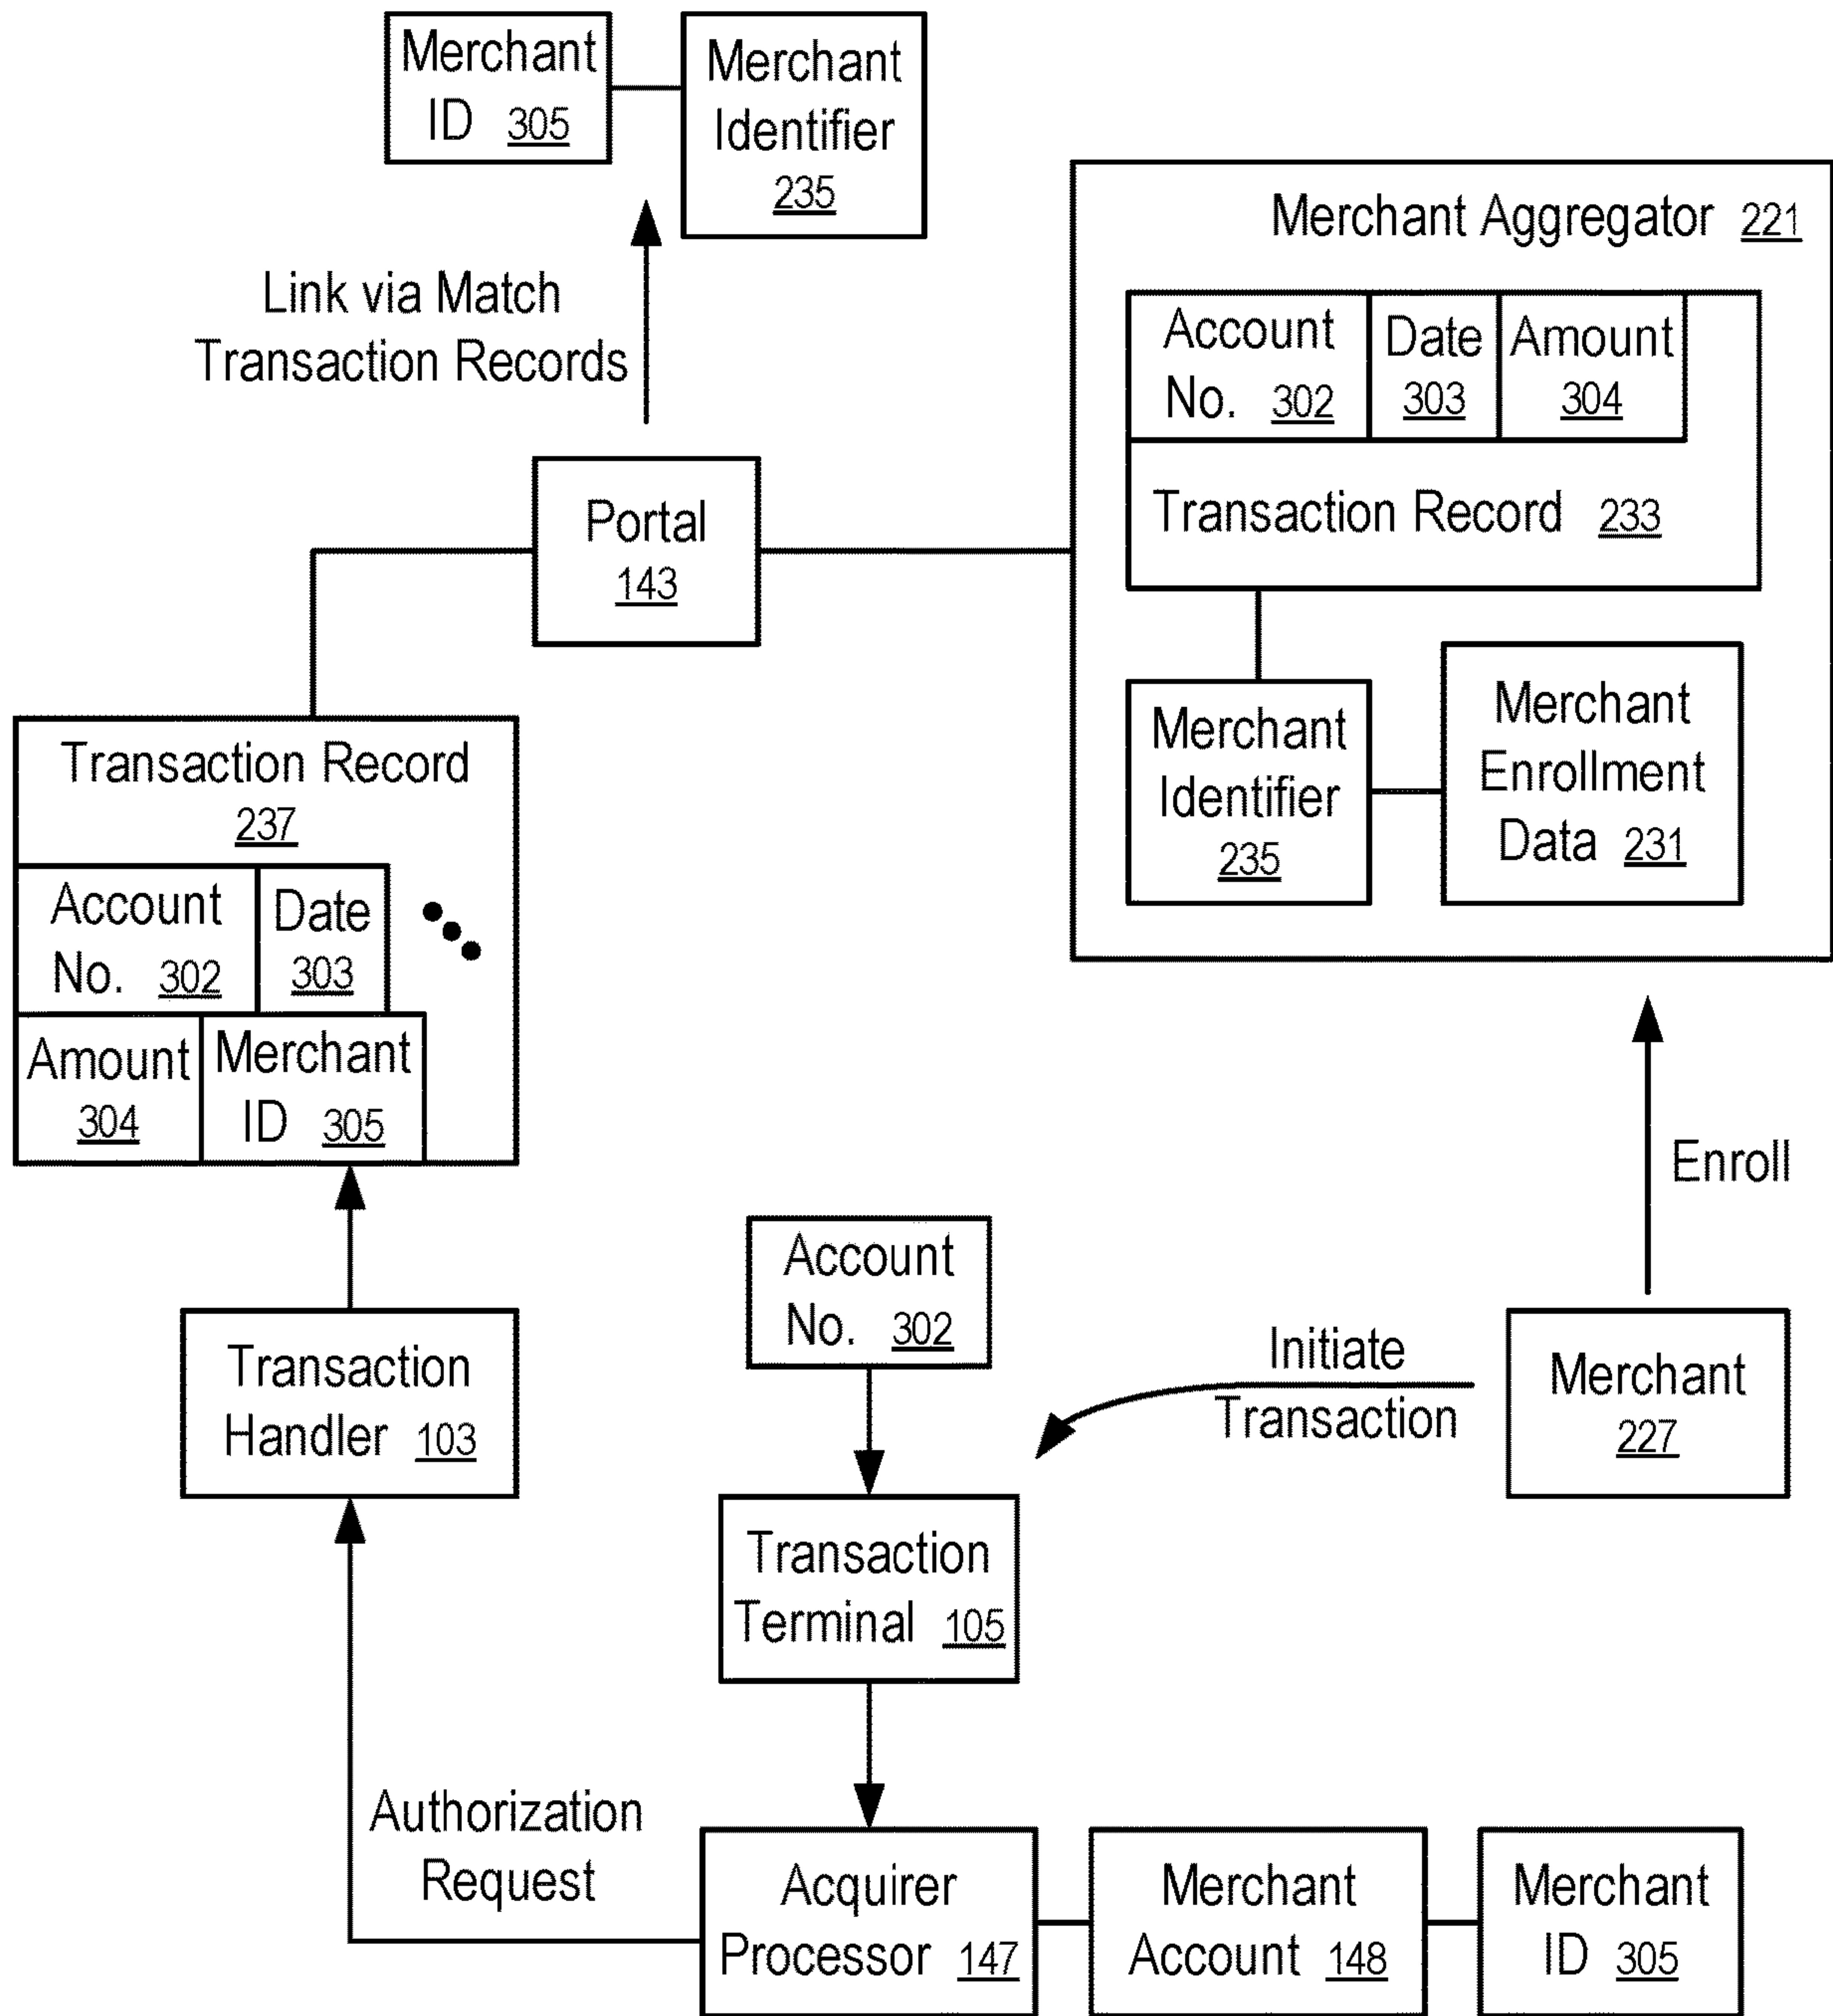 Merchant
ID 305
Merchant
Identifier
235
Link via Match
Transaction Records
Merchant Aggregator 221
Account
No. 302
Date
303
Amount
304
Transaction Record 233
Portal
143
Merchant
Identifier
235
Merchant
Enrollment
Data 231
Transaction Record
237
Account
No. 302
Date
303
Amount
304
Merchant
ID 305
Enroll
Account
No. 302
Transaction
Handler 103
Initiate
Transaction
Merchant
227
Transaction
Terminal 105
Authorization
Request
Acquirer
Processor 147
Merchant
Account 148
Merchant
ID 305